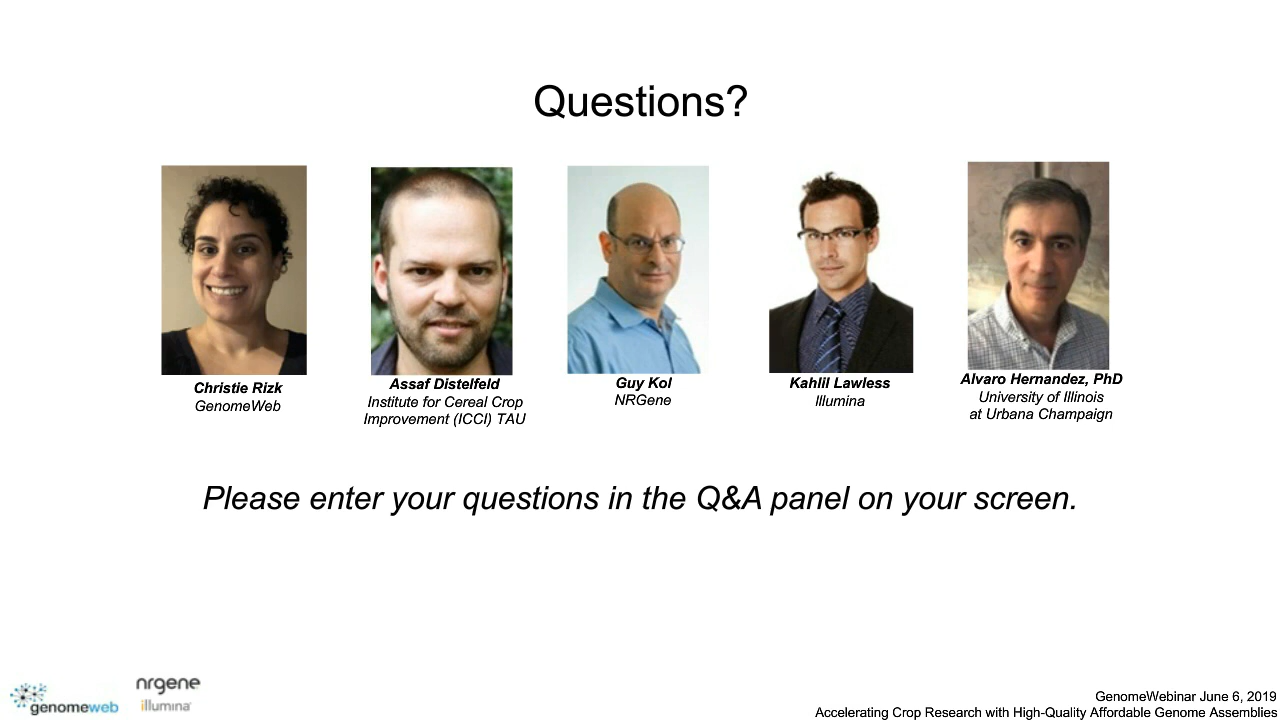 Questions?
Christie Rizk
GenomeWeb
Assaf Distelfeld
Institute for Cereal Crop
Improvement (ICCI) TAU
Guy Kol
NRGene
Kahlil Lawless
Illumina
Alvaro Hernandez, PhD
University of Illinois
at Urbana Champaign
Please enter your questions in the Q&A panel on your screen.
genomeweb
nrgene
illumına
GenomeWebinar June 6, 2019
Accelerating Crop Research with High-Quality Affordable Genome Assemblies